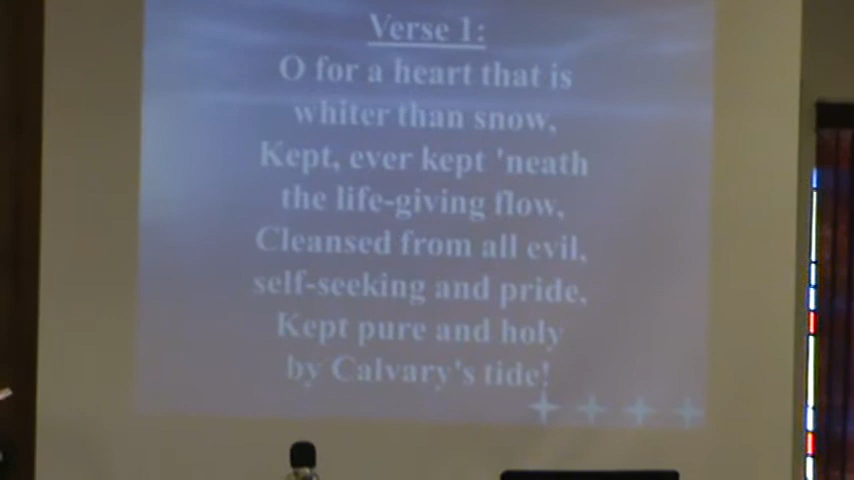 Verse 1:
O for a heart that is
whiter than snow,
Kept, ever kept 'neath
the life-giving flow,
Cleansed from all evil,
self-seeking and pride,
Kept pure and holy
by Calvary's tide!